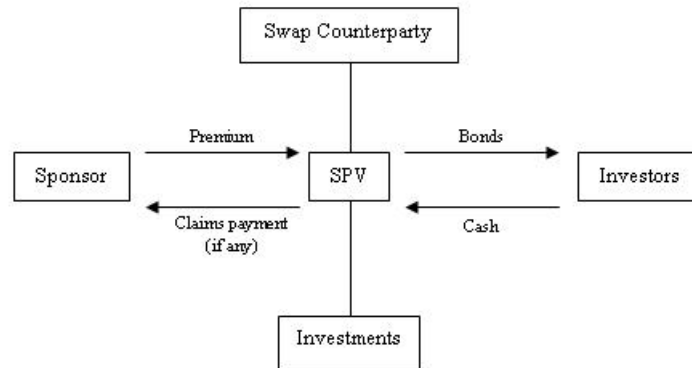 Swap Counterparty
Premium
Bonds
Sponsor
SPV
Investors
Claims payment
(if any)
Cash
Investments